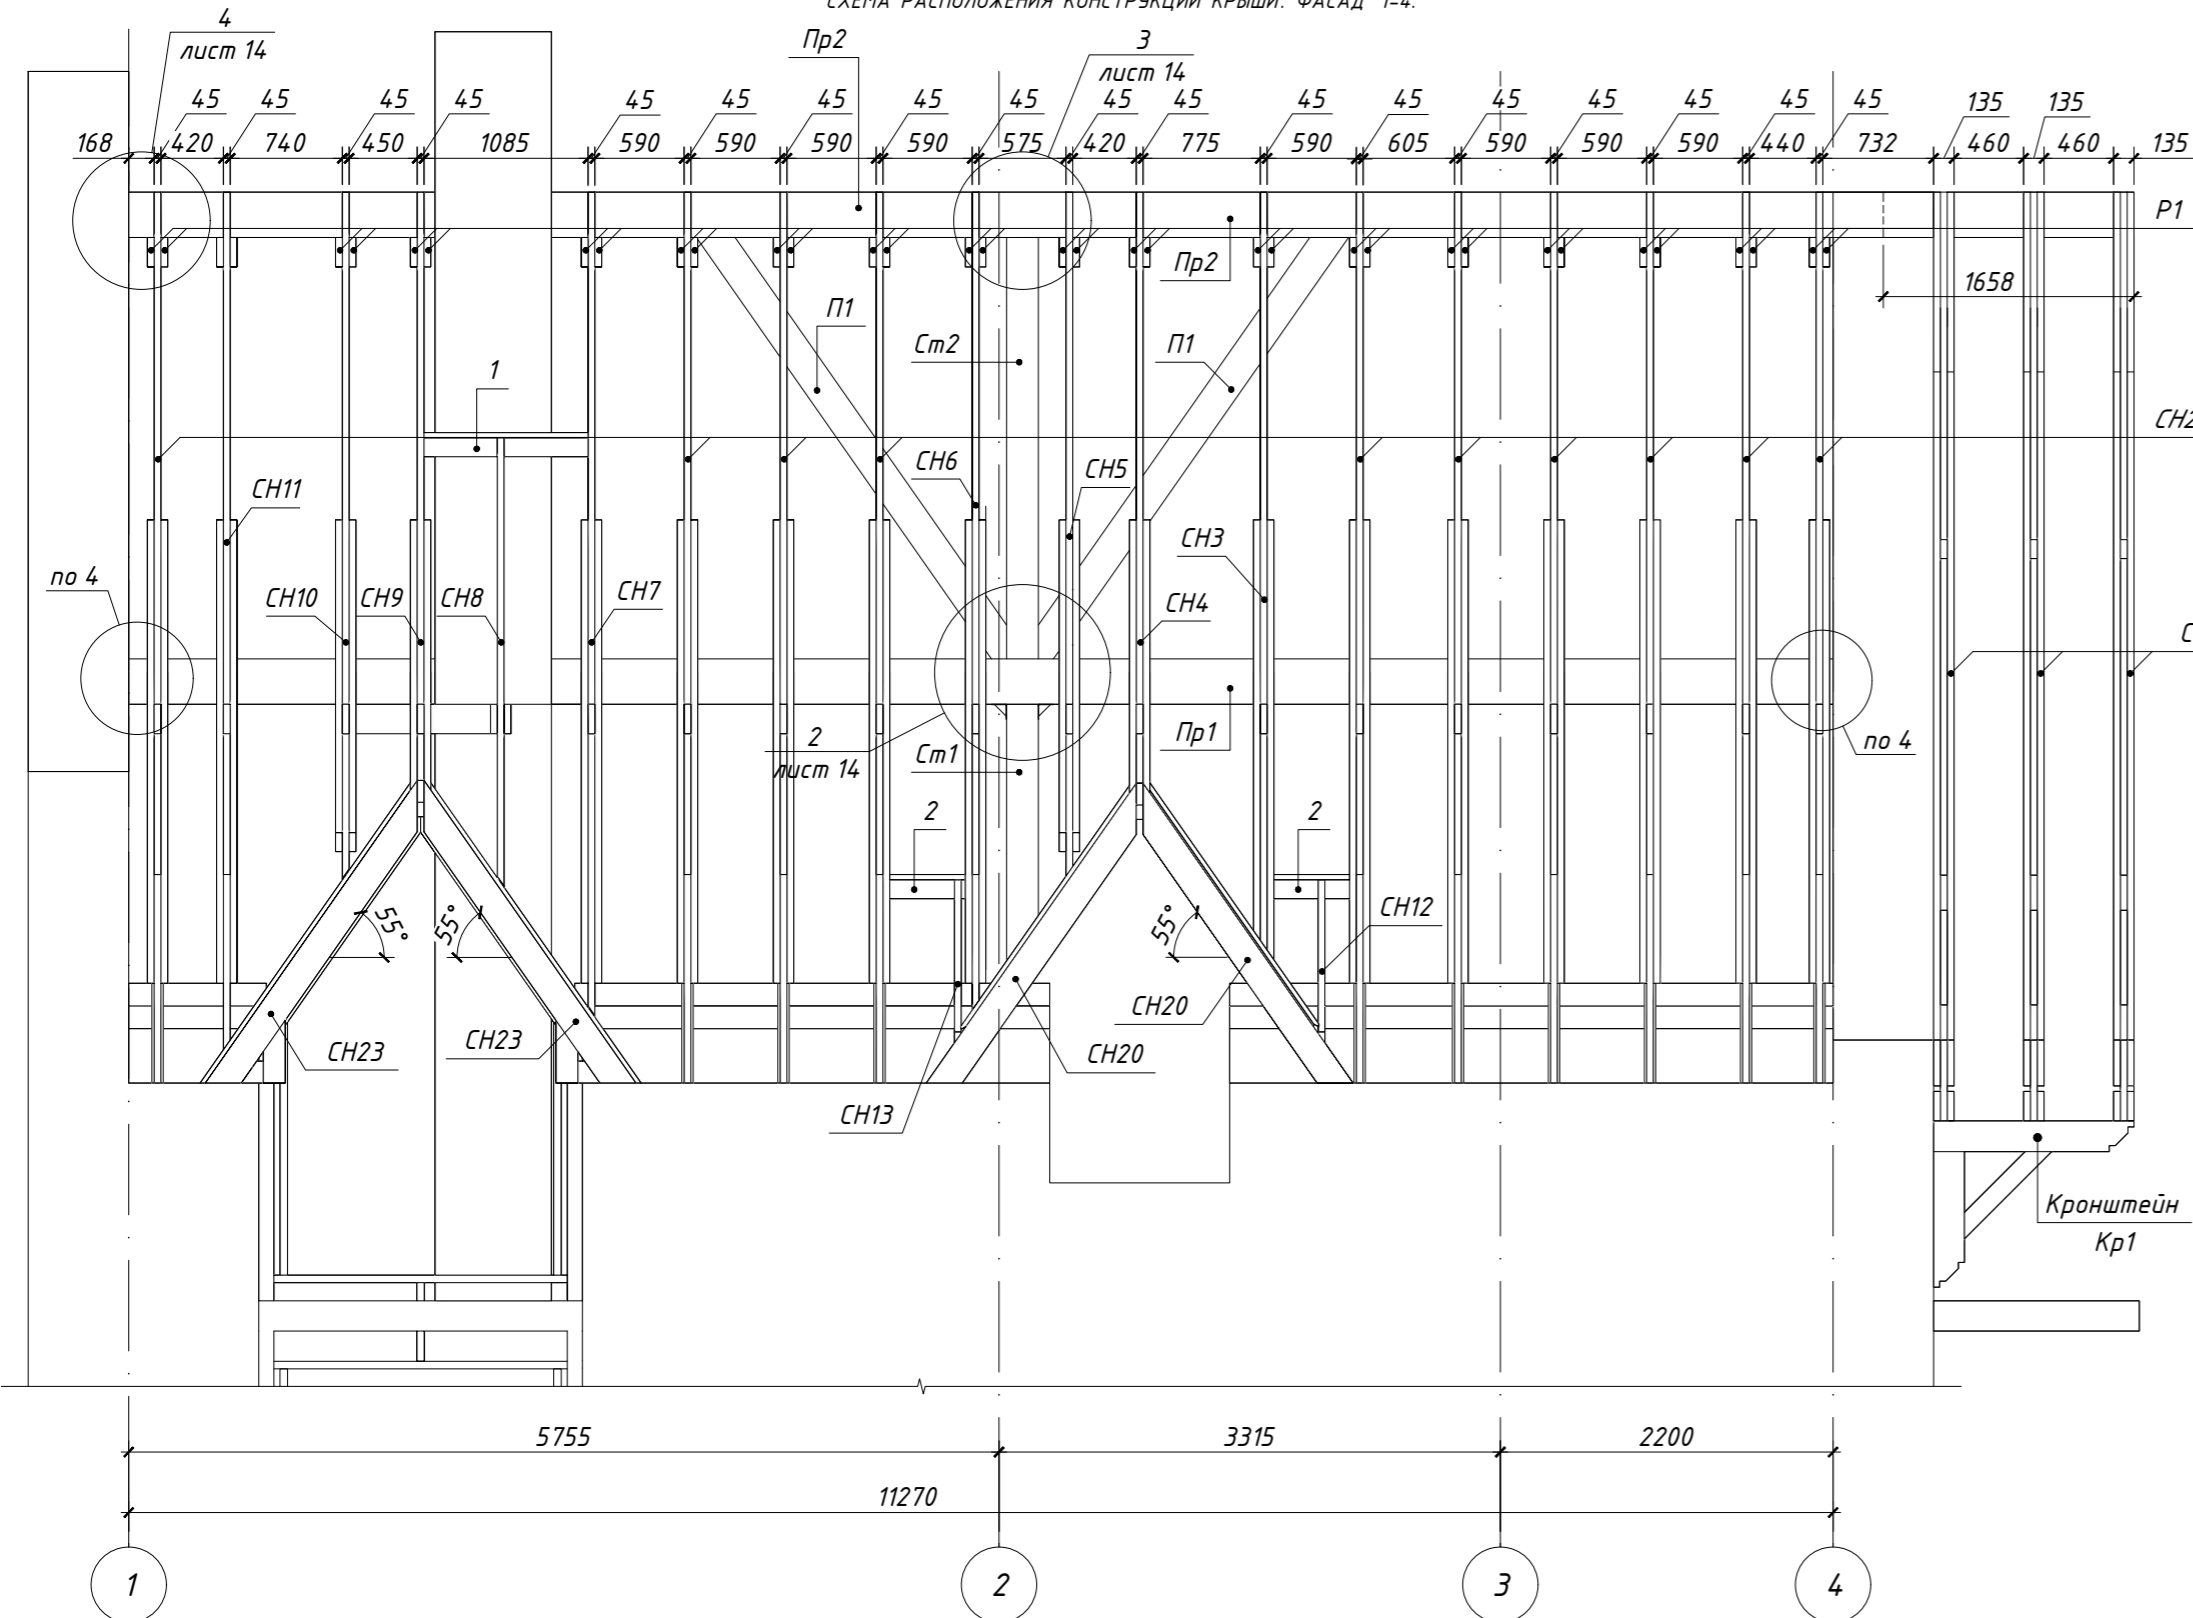 СХЕМА РАСПОЛОЖЕНИЯ КОНСТРУКЦИЙ КРЫШИ. ФАСАД 1-4.
4
лист 14
Пр2
3
лист 14
45 45 45 45 45 45 45 45 45 45 45 45 45 45 45 45 45 45 135 135
168 420 740 450 1085 590 590 590 590 575 420 775 590 605 590 590 590 440 732 460 460 135
Р1
Пр2
1658
П1
Ст2
П1
1
СН2
СН6
СН5
СН11
СН3
по 4
СН10 СН9 СН8 СН7
СН4
С
2
лист 14
Ст1
Пр1
по 4
2
2
55° 55°
55°
СН12
СН23
СН23
СН20
СН20
СН13
Кронштейн
Кр1
5755 3315 2200
11270
1 2 3 4